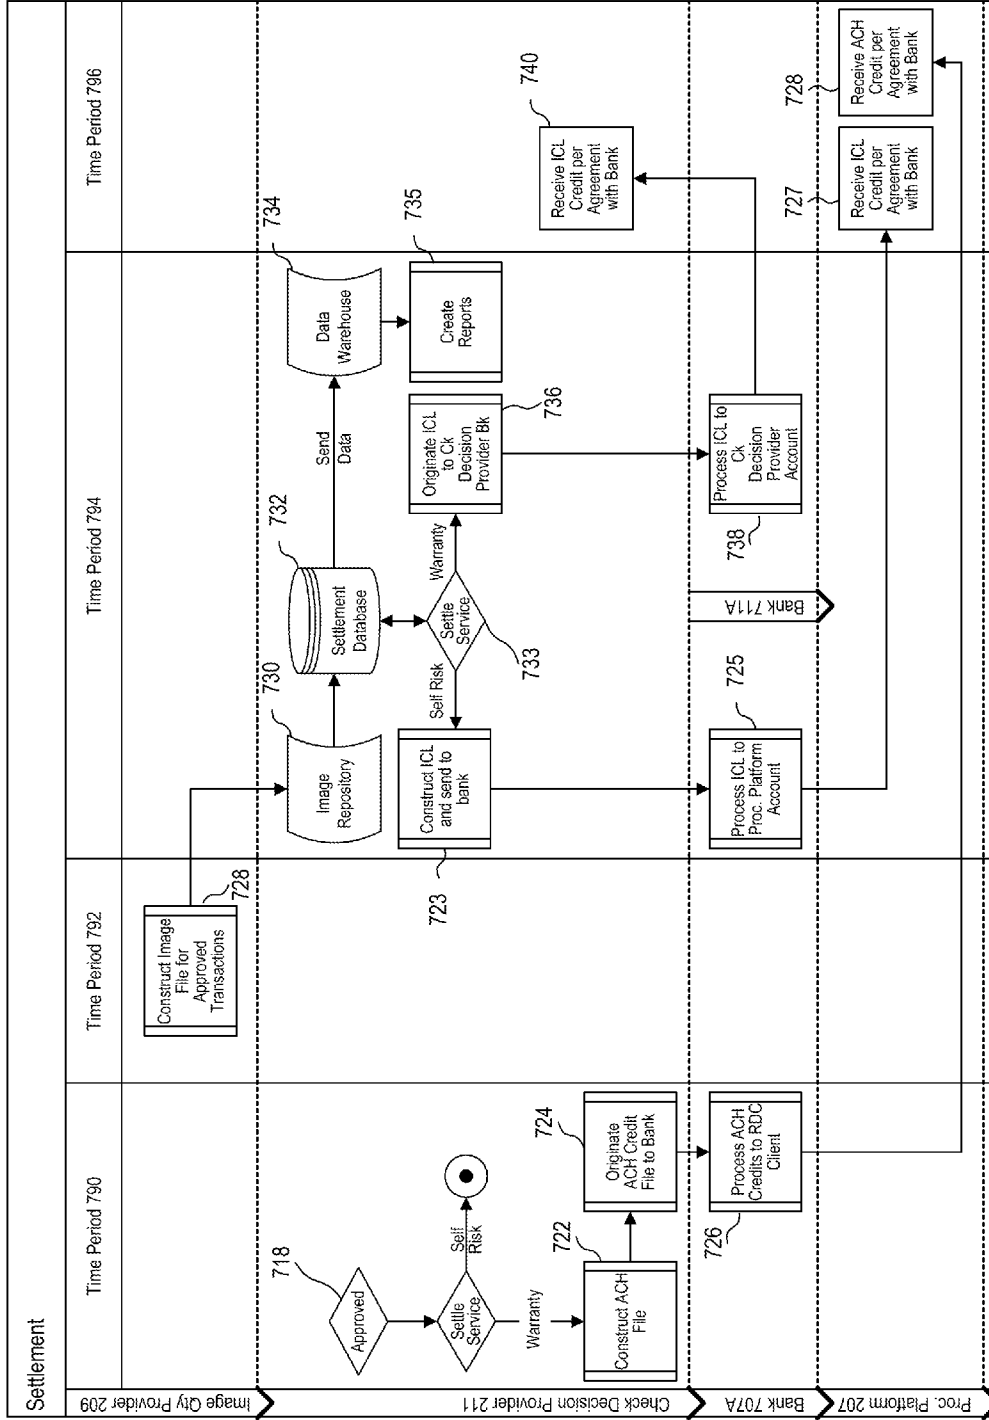 Settlement
Time Period 790
Time Period 792
Time Period 794
Time Period 796
Image Qty Provider 209
Construct Image
File for
Approved
Transactions
728
Check Decision Provider 211
718
Approved
Settle
Service
Self
Risk
Warranty
722
Construct ACH
File
724
Originate
ACH Credit
File to Bank
730
Image
Repository
732
Settlement
Database
Send
Data
734
Data
Warehouse
735
Create
Reports
Construct ICL
and send to
bank
723
Self Risk
Settle
Service
733
Warranty
Originate ICL
to Ck
Decision
Provider Bk
736
740
Receive ICL
Credit per
Agreement
with Bank
Bank 707A
726
Process ACH
Credits to RDC
Client
725
Process ICL to
Proc. Platform
Account
Bank 711A
738
Process ICL to
Ck
Decision
Provider
Account
Proc. Platform 207
727
Receive ICL
Credit per
Agreement
with Bank
728
Receive ACH
Credit per
Agreement
with Bank